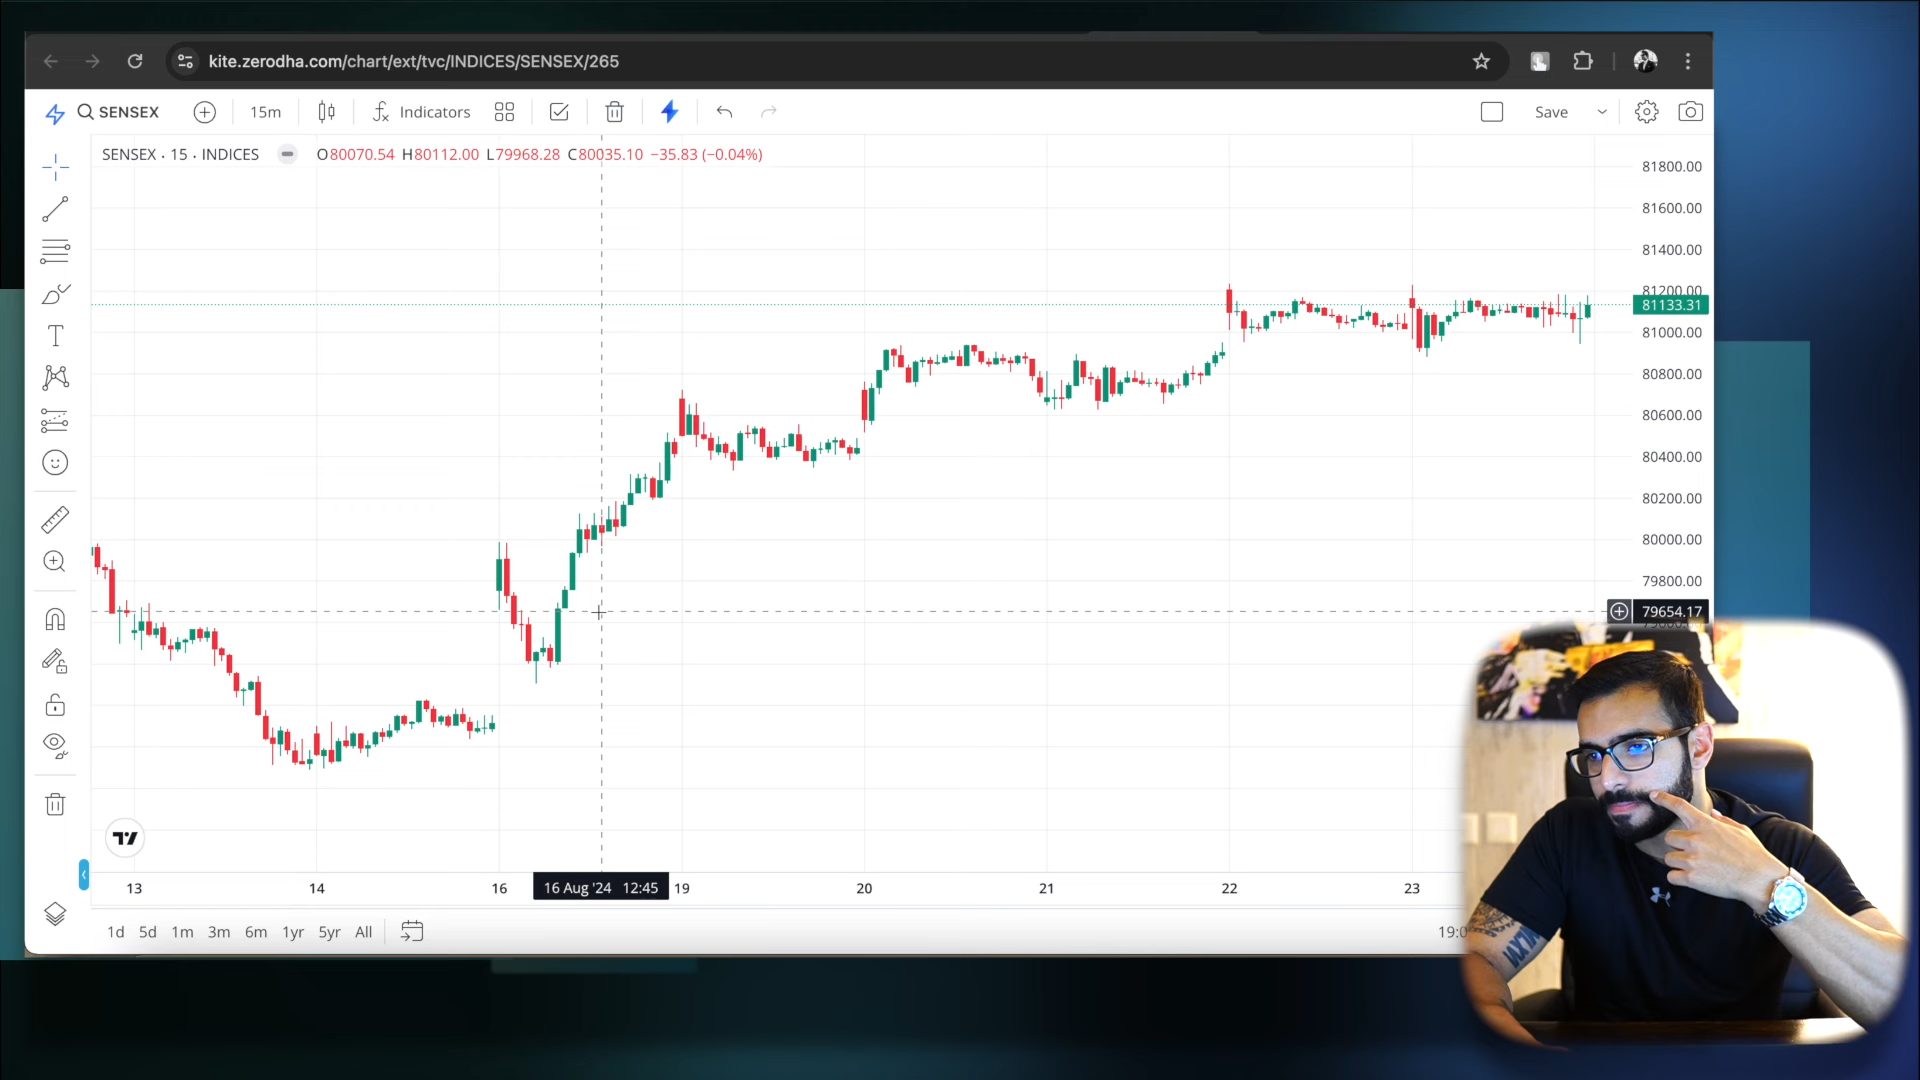 kite.zerodha.com/chart/ext/tvc/INDICES/SENSEX/265
SENSEX 15m Indicators Save
SENSEX · 15 · INDICES O80070.54 H80112.00 L79968.28 C80035.10 −35.83 (−0.04%)
81800.00
81600.00
81400.00
81200.00
81133.31
81000.00
80800.00
80600.00
80400.00
80200.00
80000.00
79800.00
79654.17
13 14 16 16 Aug '24 12:45 19 20 21 22 23
1d 5d 1m 3m 6m 1yr 5yr All 19:0